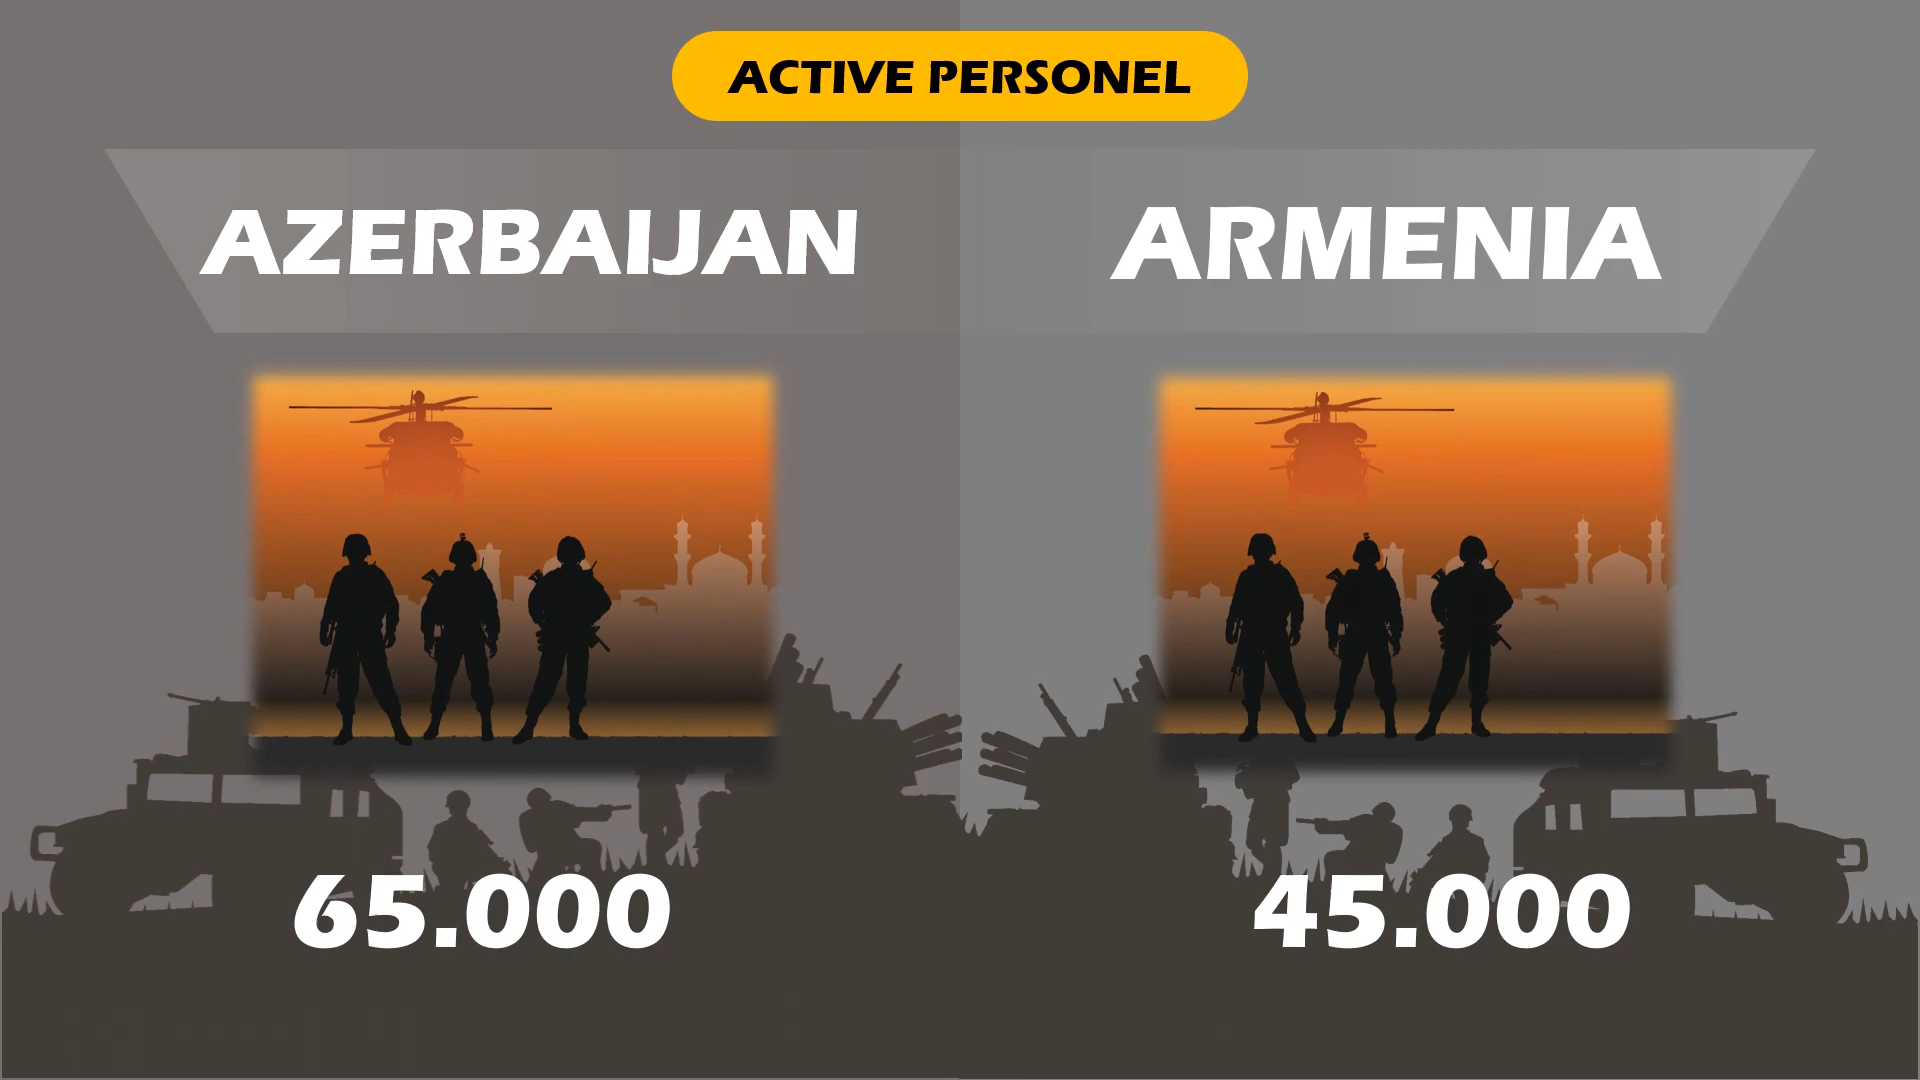 ACTIVE PERSONEL
AZERBAIJAN
ARMENIA
65.000
45.000